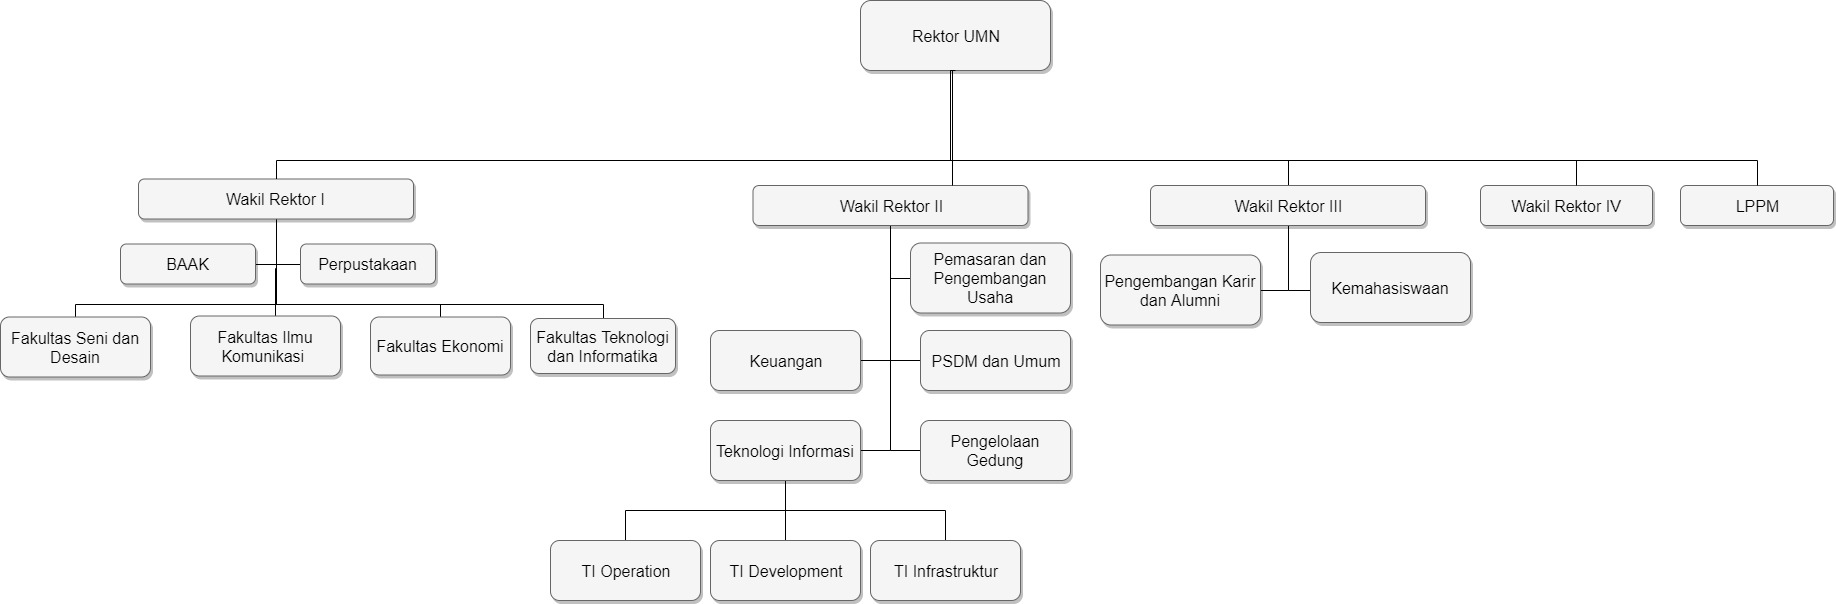 Rektor UMN
Wakil Rektor I
Wakil Rektor II
Wakil Rektor III
Wakil Rektor IV
LPPM
BAAK
Perpustakaan
Fakultas Seni dan
Desain
Fakultas Ilmu
Komunikasi
Fakultas Ekonomi
Fakultas Teknologi
dan Informatika
Pemasaran dan
Pengembangan
Usaha
Keuangan
PSDM dan Umum
Teknologi Informasi
Pengelolaan
Gedung
TI Operation
TI Development
TI Infrastruktur
Pengembangan Karir
dan Alumni
Kemahasiswaan